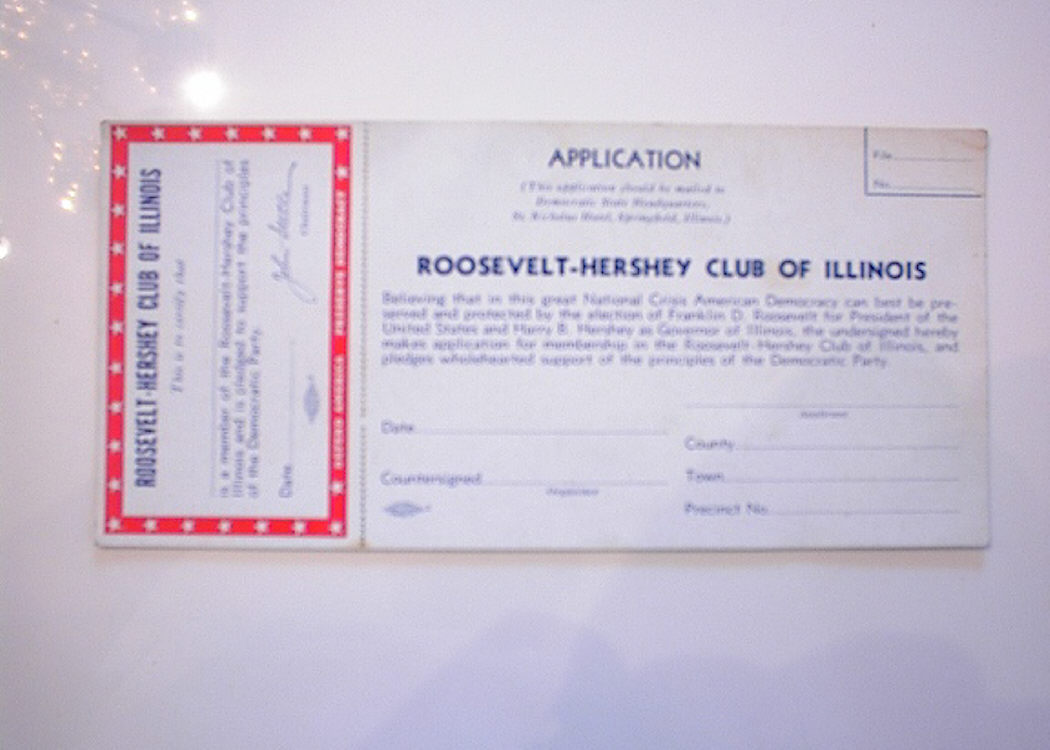 ROOSEVELT-HERSHEY CLUB OF ILLINOIS
This is to certify that
is a member of the Roosevelt-Hershey Club of
Illinois and is pledged to support the principles
of the Democratic Party.
Date
CHAIRMAN
DEFEND AMERICA PRESERVE DEMOCRACY
APPLICATION
(This application should be mailed to
Democratic State Headquarters,
St. Nicholas Hotel, Springfield, Illinois.)
File
No.
ROOSEVELT-HERSHEY CLUB OF ILLINOIS
Believing that in this great National Crisis American Democracy can best be pre-
served and protected by the election of Franklin D. Roosevelt for President of the
United States and Harry B. Hershey as Governor of Illinois, the undersigned hereby
makes application for membership in the Roosevelt-Hershey Club of Illinois, and
pledges wholehearted support of the principles of the Democratic Party.
Date
County
Countersigned
Town
Precinct No.